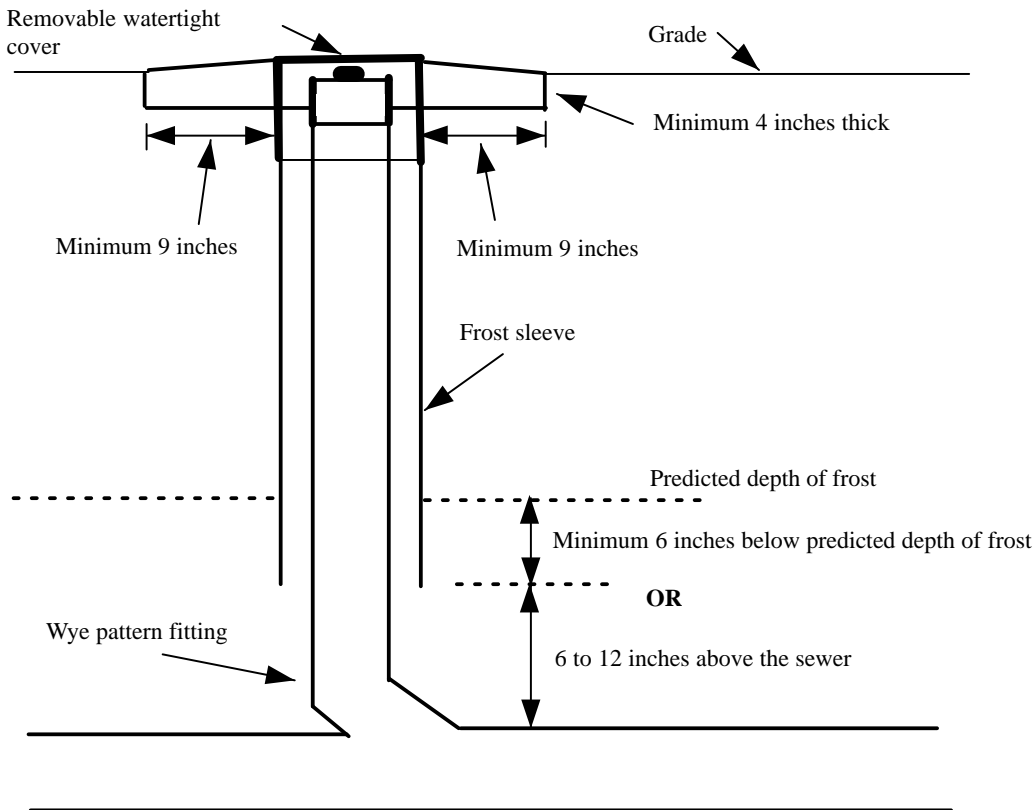 Removable watertight
cover
Grade
Minimum 4 inches thick
Minimum 9 inches
Minimum 9 inches
Frost sleeve
Predicted depth of frost
Minimum 6 inches below predicted depth of frost
OR
Wye pattern fitting
6 to 12 inches above the sewer